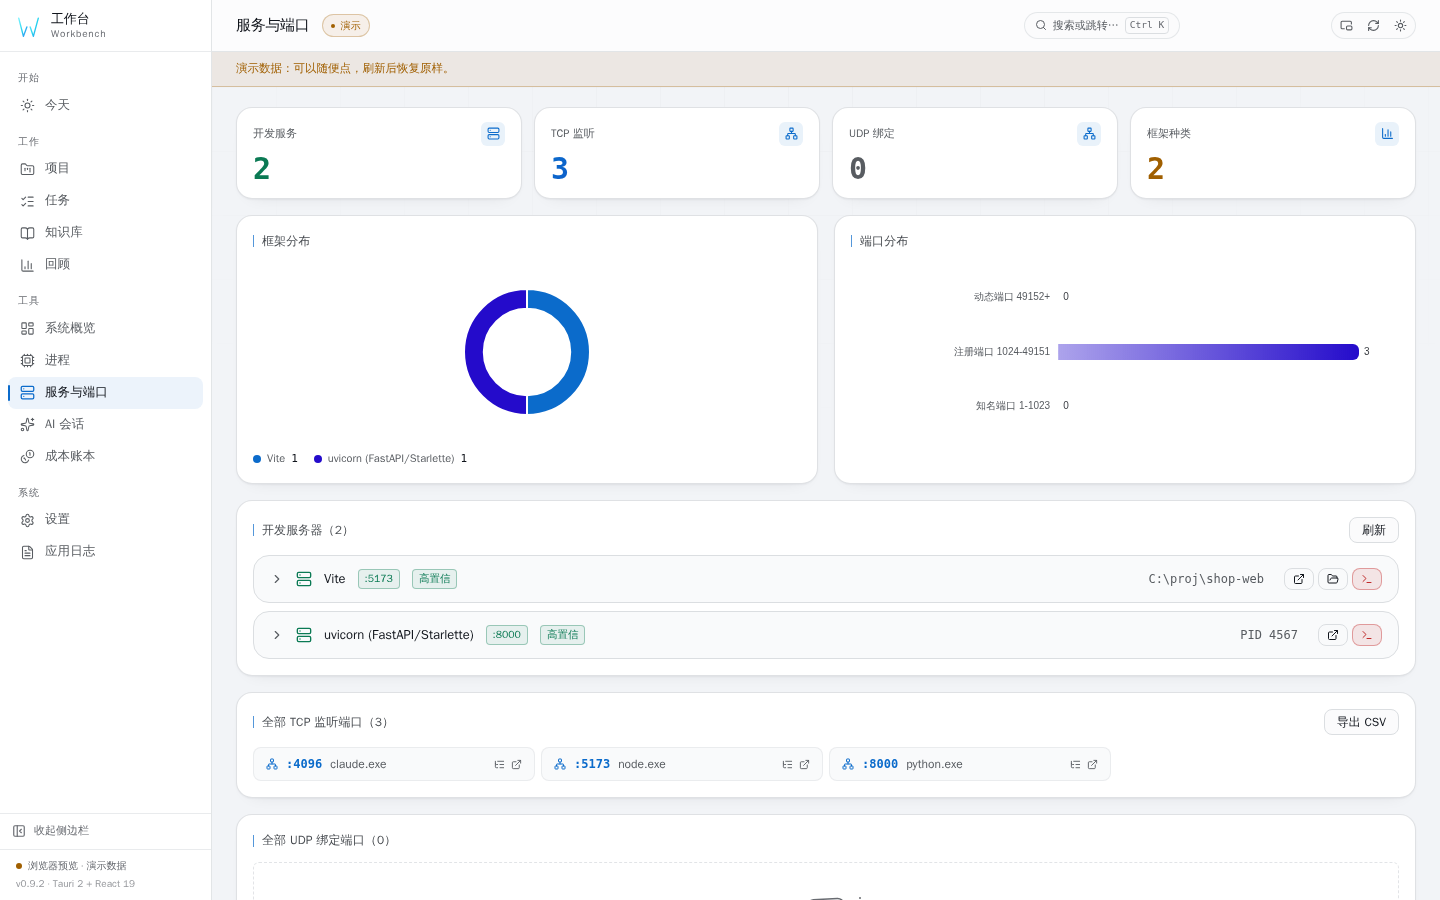 工作台
Workbench
开始
今天
工作
项目
任务
知识库
回顾
工具
系统概览
进程
服务与端口
AI 会话
成本账本
系统
设置
应用日志
收起侧边栏
浏览器预览 · 演示数据
v0.9.2 · Tauri 2 + React 19
服务与端口
演示
搜索或跳转… Ctrl K
演示数据：可以随便点，刷新后恢复原样。
开发服务
2
TCP 监听
3
UDP 绑定
0
框架种类
2
框架分布
Vite 1
uvicorn (FastAPI/Starlette) 1
端口分布
动态端口 49152+ 0
注册端口 1024-49151 3
知名端口 1-1023 0
开发服务器（2）
刷新
Vite :5173 高置信 C:\proj\shop-web
uvicorn (FastAPI/Starlette) :8000 高置信 PID 4567
全部 TCP 监听端口（3）
导出 CSV
:4096 claude.exe
:5173 node.exe
:8000 python.exe
全部 UDP 绑定端口（0）